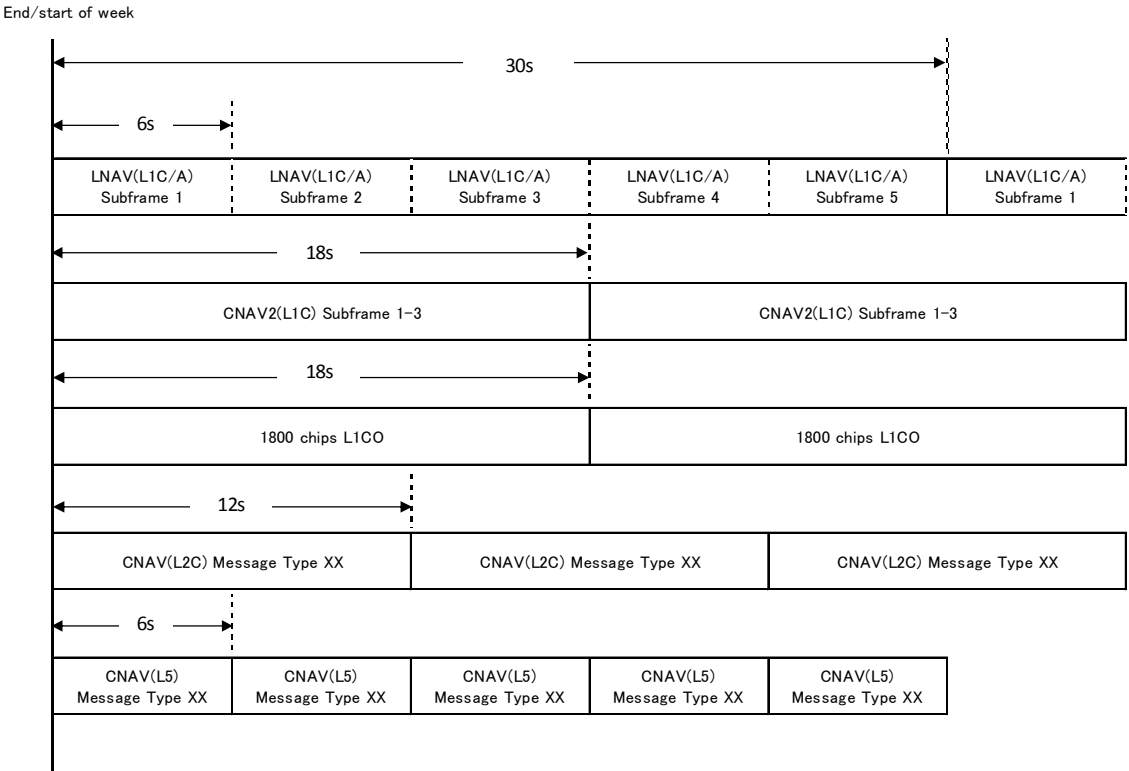 End/start of week
30s
6s
LNAV(L1C/A)
Subframe 1
LNAV(L1C/A)
Subframe 2
LNAV(L1C/A)
Subframe 3
LNAV(L1C/A)
Subframe 4
LNAV(L1C/A)
Subframe 5
LNAV(L1C/A)
Subframe 1
18s
CNAV2(L1C) Subframe 1-3
CNAV2(L1C) Subframe 1-3
18s
1800 chips L1CO
1800 chips L1CO
12s
CNAV(L2C) Message Type XX
CNAV(L2C) Message Type XX
CNAV(L2C) Message Type XX
6s
CNAV(L5)
Message Type XX
CNAV(L5)
Message Type XX
CNAV(L5)
Message Type XX
CNAV(L5)
Message Type XX
CNAV(L5)
Message Type XX